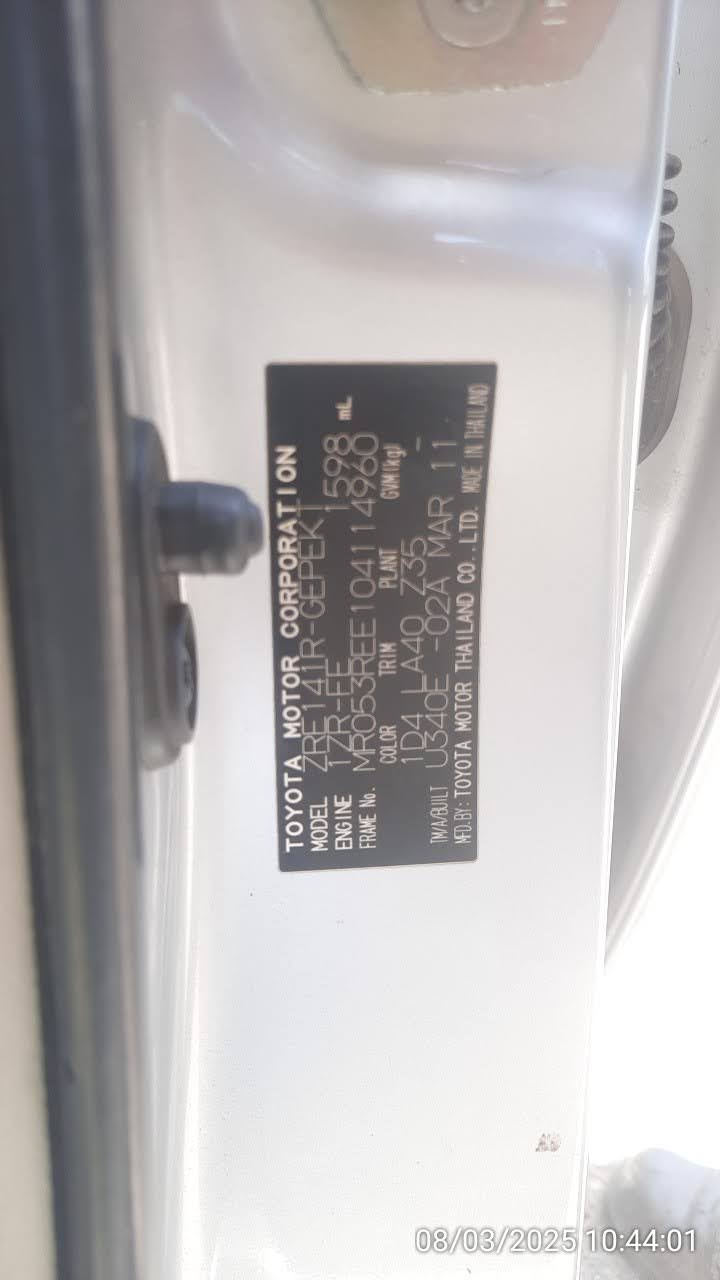 TOYOTA MOTOR CORPORATION
MODEL ZRE141R-GEPEKT
ENGINE 1ZR-FE 1598 mL
FRAME No. MR053REE104114960
COLOR TRIM PLANT GVM(kg)
1D4 LA40 Z35 -
TM/A/BUILT U340E -02A MAR 11
MFD.BY: TOYOTA MOTOR THAILAND CO.,LTD. MADE IN THAILAND
08/03/2025 10:44:01